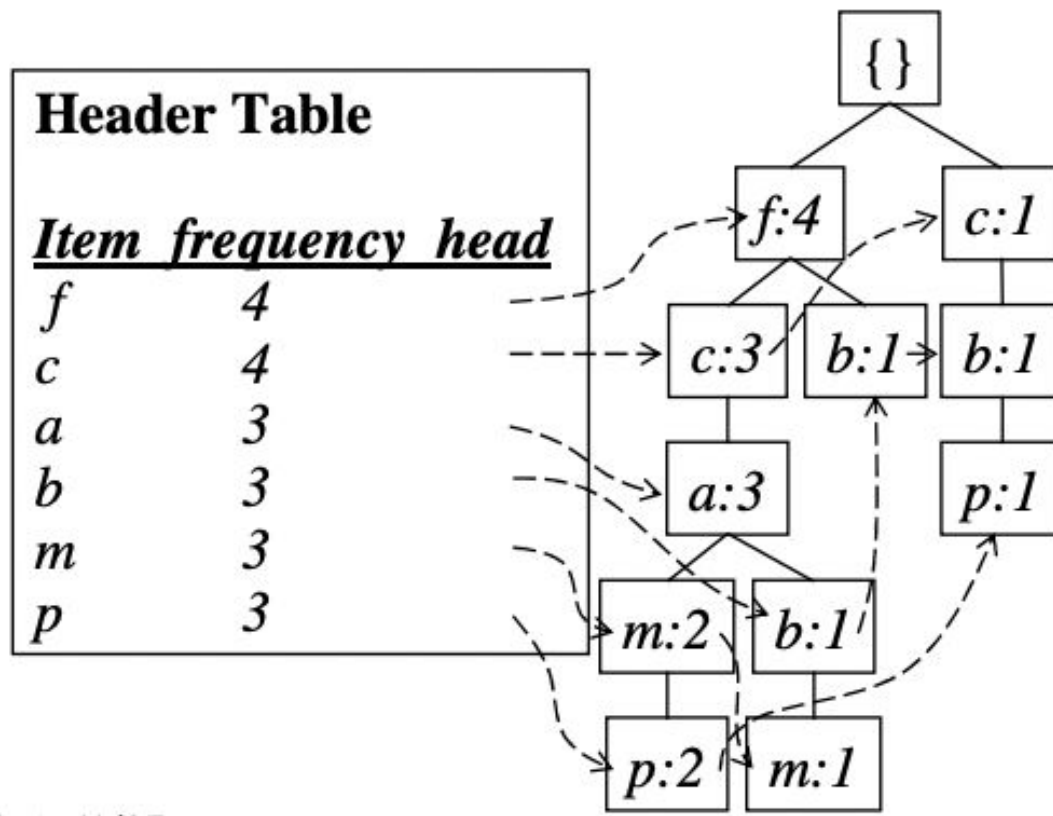 {}
Header Table
Item frequency head
f 4
c 4
a 3
b 3
m 3
p 3
f:4 c:1
c:3 b:1 b:1
a:3 p:1
m:2 b:1
p:2 m:1